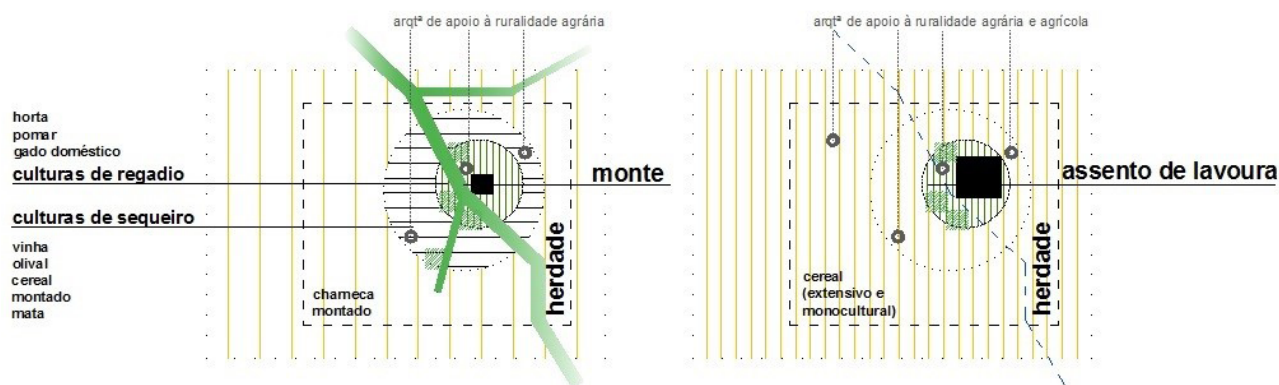 arqtª de apoio à ruralidade agrária
horta
pomar
gado doméstico
culturas de regadio
culturas de sequeiro
vinha
olival
cereal
montado
mata
monte
charneca
montado
herdade
arqtª de apoio à ruralidade agrária e agrícola
assento de lavoura
cereal
(extensivo e
monocultural)
herdade